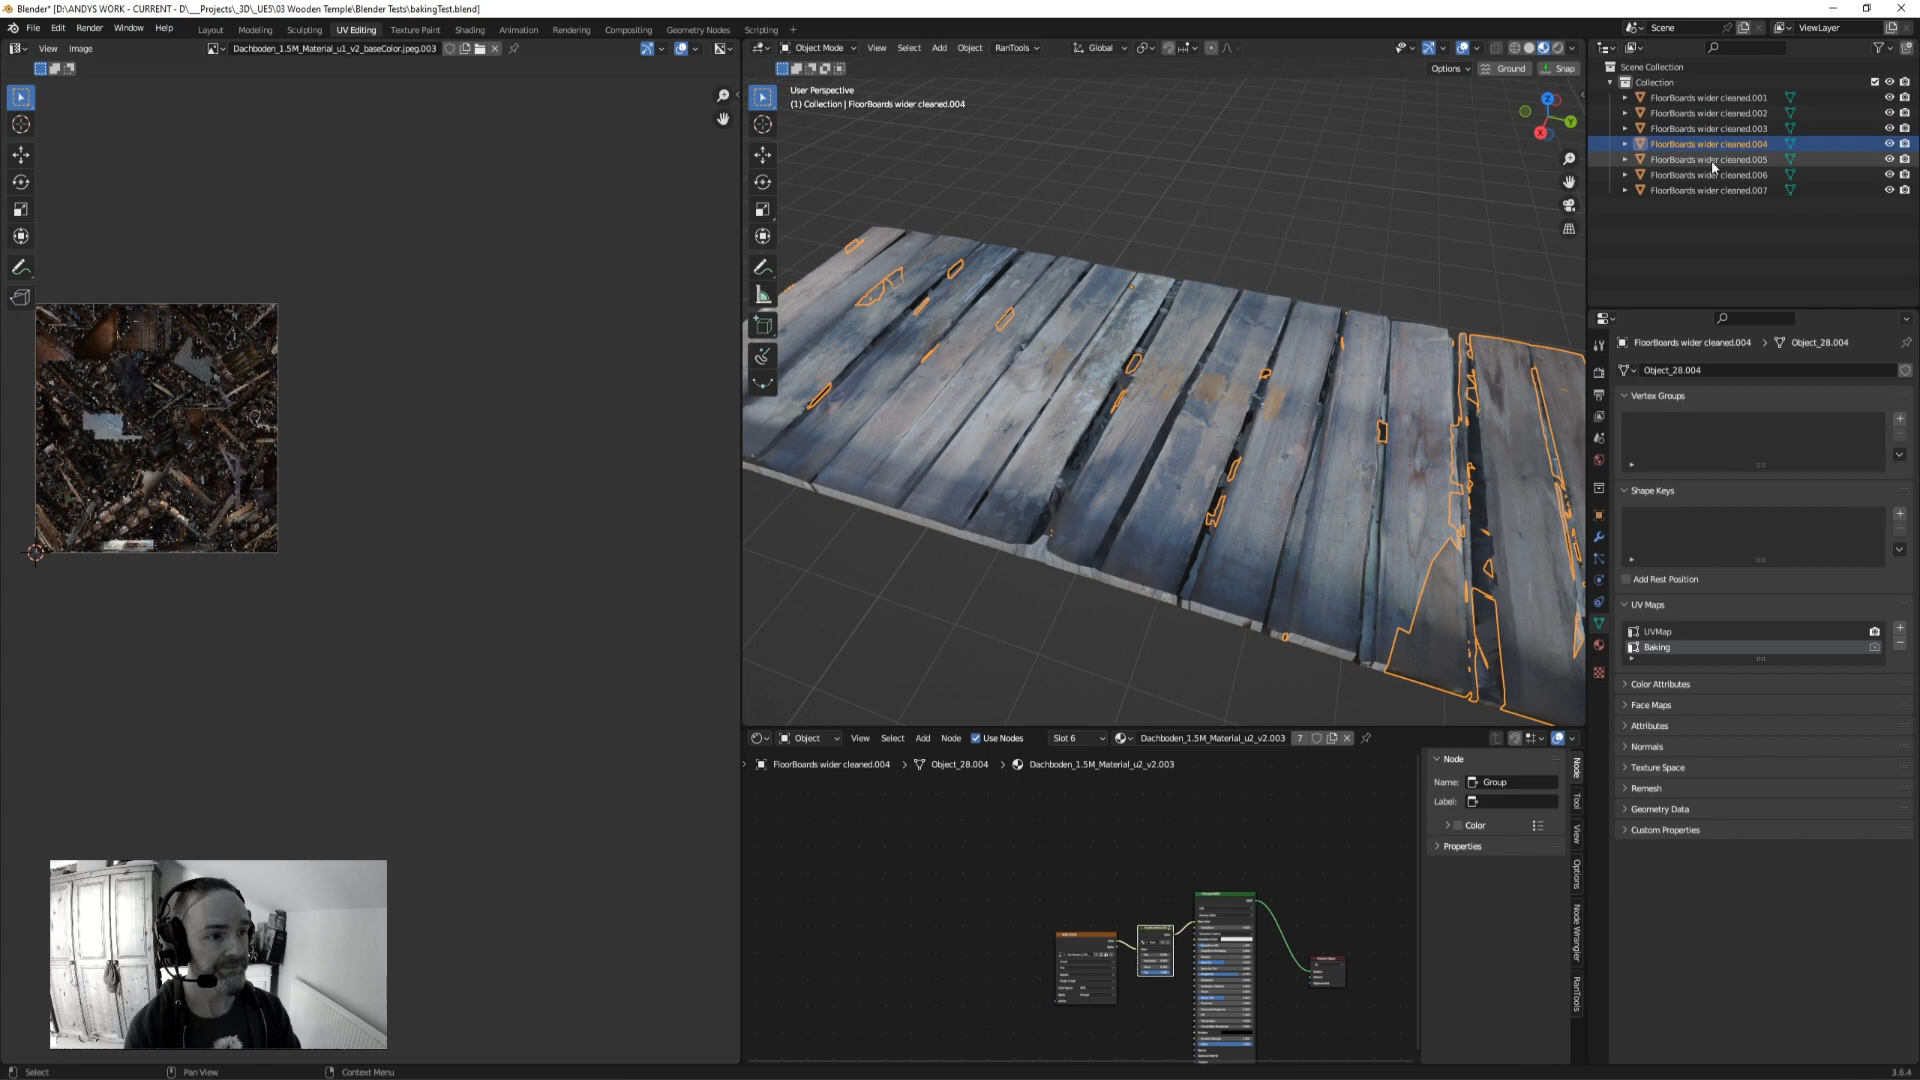 Blender* [D:\ANDYS WORK - CURRENT - D\___Projects\_3D\_UE5\03 Wooden Temple\Blender Tests\bakingTest.blend]
File Edit Render Window Help
Layout Modeling Sculpting UV Editing Texture Paint Shading Animation Rendering Compositing Geometry Nodes Scripting +
Scene ViewLayer
View Image Dachboden_1.5M_Material_u1_v2_baseColor.jpeg.003
Object Mode View Select Add Object RanTools Global
Options Ground Snap
User Perspective
(1) Collection | FloorBoards wider cleaned.004
Z
Y
X
Scene Collection
Collection
FloorBoards wider cleaned.001
FloorBoards wider cleaned.002
FloorBoards wider cleaned.003
FloorBoards wider cleaned.004
FloorBoards wider cleaned.005
FloorBoards wider cleaned.006
FloorBoards wider cleaned.007
FloorBoards wider cleaned.004 > Object_28.004
Object_28.004
Vertex Groups
Shape Keys
Add Rest Position
UV Maps
UVMap
Baking
Color Attributes
Face Maps
Attributes
Normals
Texture Space
Remesh
Geometry Data
Custom Properties
Object View Select Add Node Use Nodes Slot 6 Dachboden_1.5M_Material_u2_v2.003 7
FloorBoards wider cleaned.004 > Object_28.004 > Dachboden_1.5M_Material_u2_v2.003
Node
Name: Group
Label:
Color
Properties
Node
Tool
View
Options
Node Wrangler
RanTools
Select Pan View Context Menu 3.6.4